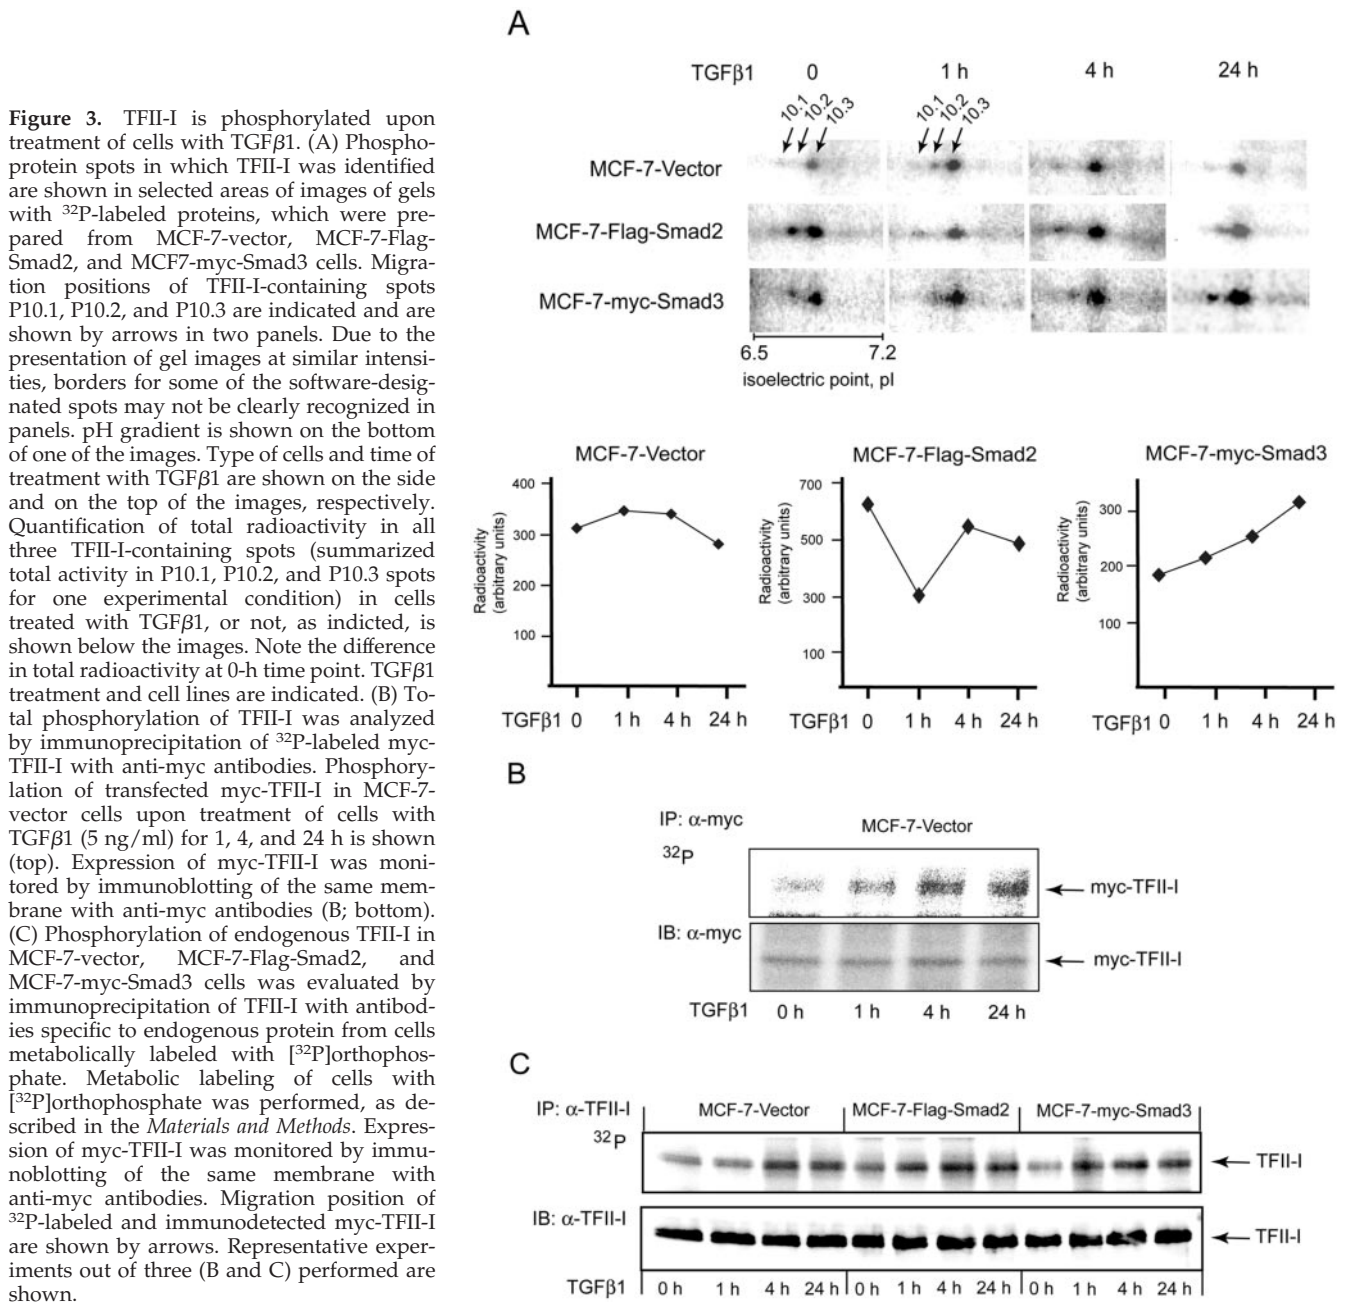 Figure 3. TFII-I is phosphorylated upon
treatment of cells with TGFβ1. (A) Phospho-
protein spots in which TFII-I was identified
are shown in selected areas of images of gels
with ³²P-labeled proteins, which were pre-
pared from MCF-7-vector, MCF-7-Flag-
Smad2, and MCF7-myc-Smad3 cells. Migra-
tion positions of TFII-I-containing spots
P10.1, P10.2, and P10.3 are indicated and are
shown by arrows in two panels. Due to the
presentation of gel images at similar intensi-
ties, borders for some of the software-desig-
nated spots may not be clearly recognized in
panels. pH gradient is shown on the bottom
of one of the images. Type of cells and time of
treatment with TGFβ1 are shown on the side
and on the top of the images, respectively.
Quantification of total radioactivity in all
three TFII-I-containing spots (summarized
total activity in P10.1, P10.2, and P10.3 spots
for one experimental condition) in cells
treated with TGFβ1, or not, as indicted, is
shown below the images. Note the difference
in total radioactivity at 0-h time point. TGFβ1
treatment and cell lines are indicated. (B) To-
tal phosphorylation of TFII-I was analyzed
by immunoprecipitation of ³²P-labeled myc-
TFII-I with anti-myc antibodies. Phosphory-
lation of transfected myc-TFII-I in MCF-7-
vector cells upon treatment of cells with
TGFβ1 (5 ng/ml) for 1, 4, and 24 h is shown
(top). Expression of myc-TFII-I was moni-
tored by immunoblotting of the same mem-
brane with anti-myc antibodies (B; bottom).
(C) Phosphorylation of endogenous TFII-I in
MCF-7-vector, MCF-7-Flag-Smad2, and
MCF-7-myc-Smad3 cells was evaluated by
immunoprecipitation of TFII-I with antibod-
ies specific to endogenous protein from cells
metabolically labeled with [³²P]orthophos-
phate. Metabolic labeling of cells with
[³²P]orthophosphate was performed, as de-
scribed in the Materials and Methods. Expres-
sion of myc-TFII-I was monitored by immu-
noblotting of the same membrane with
anti-myc antibodies. Migration position of
³²P-labeled and immunodetected myc-TFII-I
are shown by arrows. Representative exper-
iments out of three (B and C) performed are
shown.
A
TGFβ1 0 1 h 4 h 24 h
10.1 10.2 10.3 10.1 10.2 10.3
MCF-7-Vector
MCF-7-Flag-Smad2
MCF-7-myc-Smad3
6.5 7.2
isoelectric point, pI
MCF-7-Vector
Radioactivity
(arbitrary units)
400
300
200
100
TGFβ1 0 1 h 4 h 24 h
MCF-7-Flag-Smad2
Radioactivity
(arbitrary units)
700
500
300
100
TGFβ1 0 1 h 4 h 24 h
MCF-7-myc-Smad3
Radioactivity
(arbitrary units)
300
200
100
TGFβ1 0 1 h 4 h 24 h
B
IP: α-myc MCF-7-Vector
³²P
myc-TFII-I
IB: α-myc
myc-TFII-I
TGFβ1 0 h 1 h 4 h 24 h
C
IP: α-TFII-I MCF-7-Vector MCF-7-Flag-Smad2 MCF-7-myc-Smad3
³²P
TFII-I
IB: α-TFII-I
TFII-I
TGFβ1 0 h 1 h 4 h 24 h 0 h 1 h 4 h 24 h 0 h 1 h 4 h 24 h